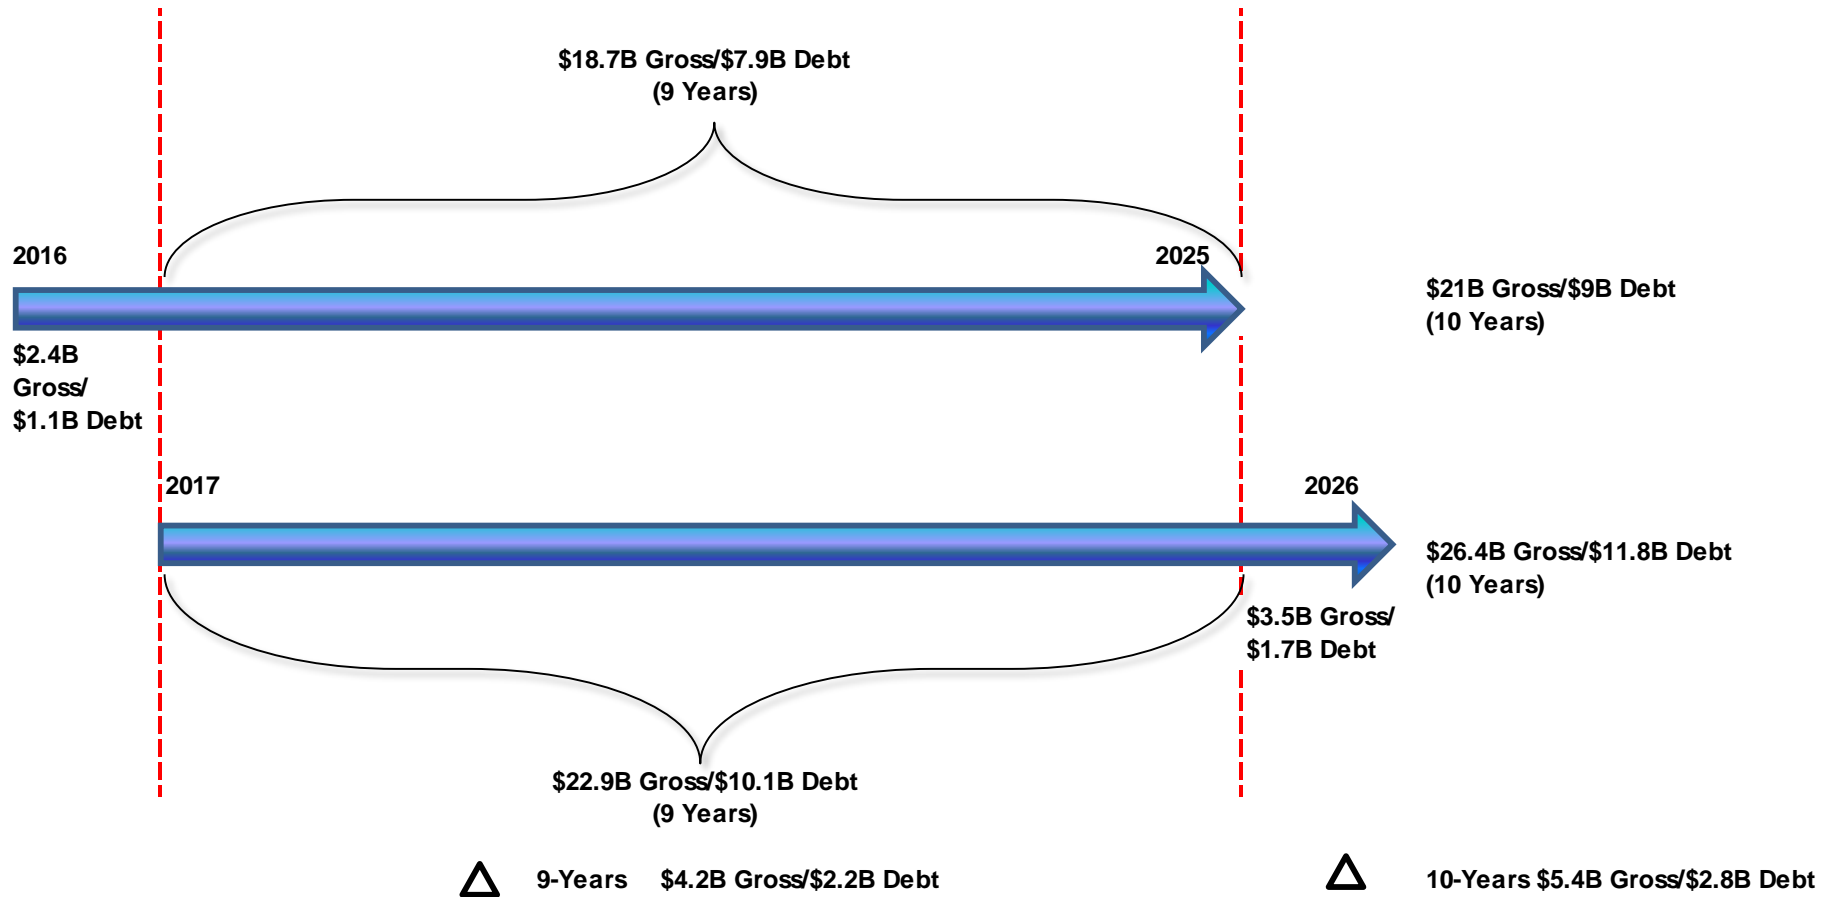 $18.7B Gross/$7.9B Debt
(9 Years)
2016
2025
$21B Gross/$9B Debt
(10 Years)
$2.4B
Gross/
$1.1B Debt
2017
2026
$26.4B Gross/$11.8B Debt
(10 Years)
$3.5B Gross/
$1.7B Debt
$22.9B Gross/$10.1B Debt
(9 Years)
9-Years $4.2B Gross/$2.2B Debt
10-Years $5.4B Gross/$2.8B Debt